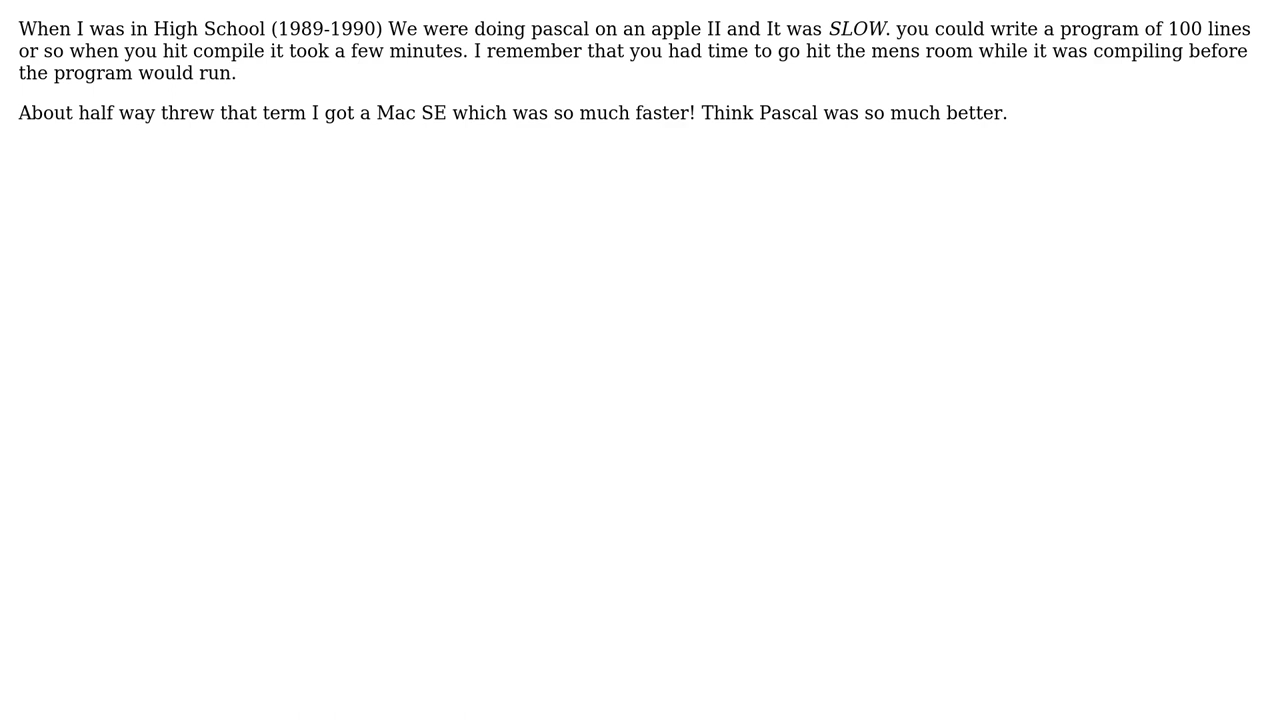 When I was in High School (1989-1990) We were doing pascal on an apple II and It was SLOW. you could write a program of 100 lines
or so when you hit compile it took a few minutes. I remember that you had time to go hit the mens room while it was compiling before
the program would run.
About half way threw that term I got a Mac SE which was so much faster! Think Pascal was so much better.